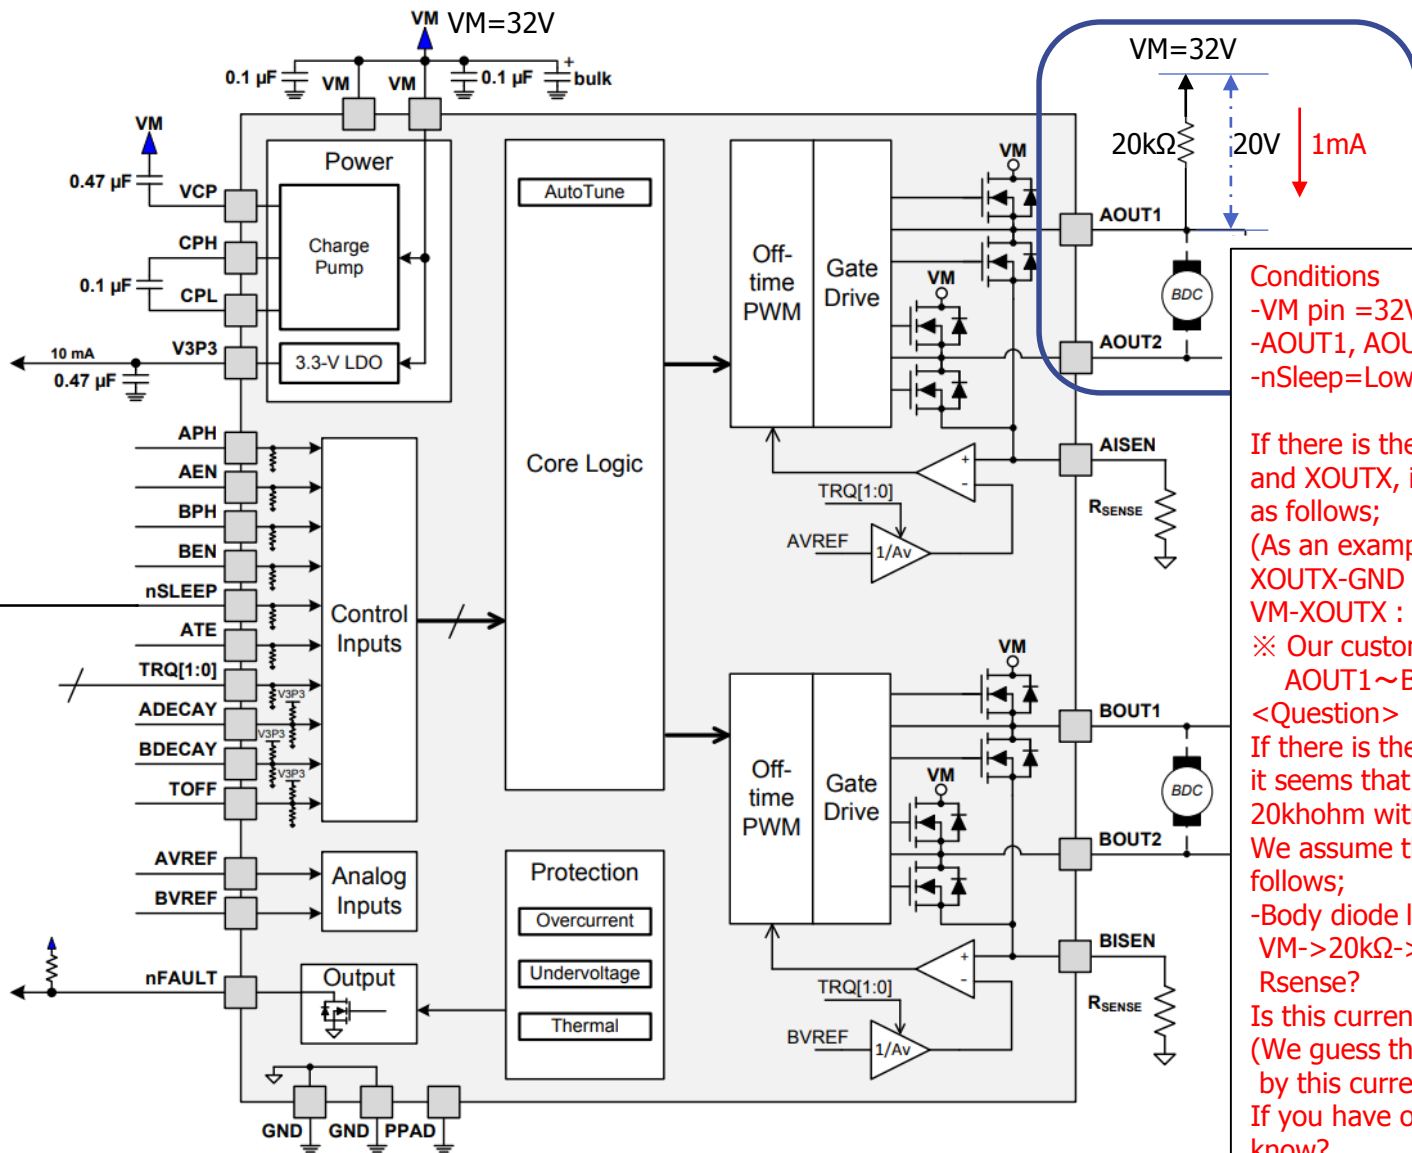 VM VM=32V
0.1 µF
VM
VM
0.1 µF
+
bulk
VM=32V
20kΩ
20V
1mA
VM
0.47 µF
VCP
CPH
0.1 µF
CPL
V3P3
10 mA
0.47 µF
Power
Charge
Pump
3.3-V LDO
AutoTune
Core Logic
VM
Off-
time
PWM
Gate
Drive
VM
AOUT1
BDC
AOUT2
AISEN
RSENSE
+
-
TRQ[1:0]
AVREF
1/Av
APH
AEN
BPH
BEN
nSLEEP
ATE
TRQ[1:0]
ADECAY
BDECAY
TOFF
V3P3
V3P3
V3P3
Control
Inputs
AVREF
BVREF
Analog
Inputs
nFAULT
Output
Protection
Overcurrent
Undervoltage
Thermal
VM
Off-
time
PWM
Gate
Drive
VM
BOUT1
BDC
BOUT2
BISEN
RSENSE
+
-
TRQ[1:0]
BVREF
1/Av
GND
GND
PPAD
Conditions
-VM pin =32V
-AOUT1, AOU
-nSleep=Low
If there is the
and XOUTX, i
as follows;
(As an examp
XOUTX-GND
VM-XOUTX :
※ Our custor
AOUT1～B
<Question>
If there is the
it seems that
20khohm wit
We assume t
follows;
-Body diode l
VM->20kΩ->
Rsense?
Is this curren
(We guess th
by this curre
If you have o
know?